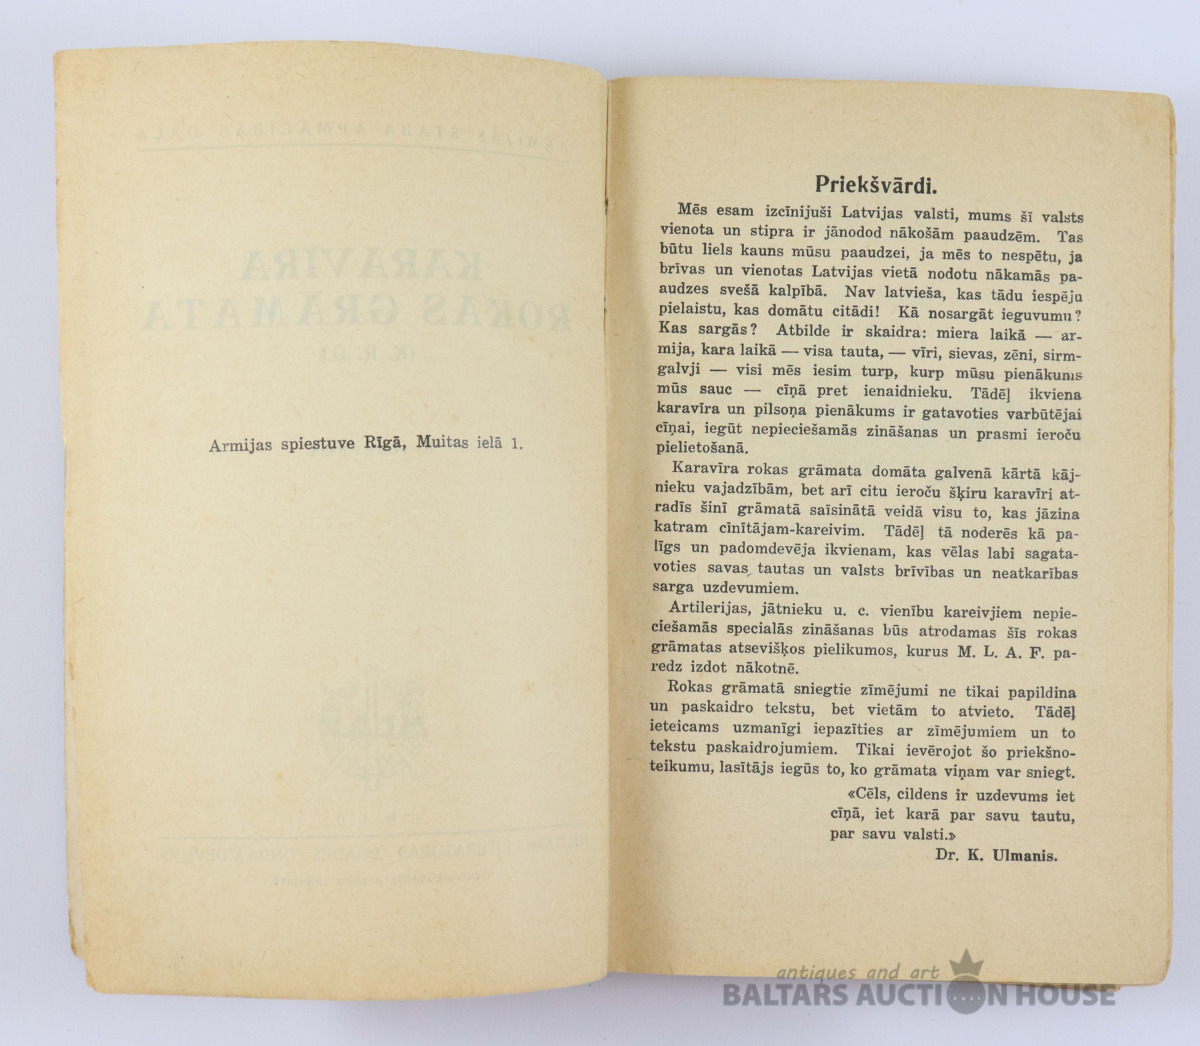 Armijas spiestuve Rīgā, Muitas ielā 1.
Priekšvārdi.
Mēs esam izcīnijuši Latvijas valsti, mums šī valsts
vienota un stipra ir jānodod nākošām paaudzēm. Tas
būtu liels kauns mūsu paaudzei, ja mēs to nespētu, ja
brīvas un vienotas Latvijas vietā nodotu nākamās pa-
audzes svešā kalpībā. Nav latvieša, kas tādu iespēju
pielaistu, kas domātu citādi! Kā nosargāt ieguvumu?
Kas sargās? Atbilde ir skaidra: miera laikā — ar-
mija, kara laikā — visa tauta, — vīri, sievas, zēni, sirm-
galvji — visi mēs iesim turp, kurp mūsu pienākums
mūs sauc — cīņā pret ienaidnieku. Tādēļ ikviena
karavīra un pilsoņa pienākums ir gatavoties varbūtējai
cīņai, iegūt nepieciešamās zināšanas un prasmi ieroču
pielietošanā.
Karavīra rokas grāmata domāta galvenā kārtā kāj-
nieku vajadzībām, bet arī citu ieroču šķiru karavīri at-
radīs šinī grāmatā saīsinātā veidā visu to, kas jāzina
katram cīnītājam-kareivim. Tādēļ tā noderēs kā pa-
līgs un padomdevēja ikvienam, kas vēlas labi sagata-
voties savas tautas un valsts brīvības un neatkarības
sarga uzdevumiem.
Artilerijas, jātnieku u. c. vienību kareivjiem nepie-
ciešamās specialās zināšanas būs atrodamas šīs rokas
grāmatas atsevišķos pielikumos, kurus M. L. A. F. pa-
redz izdot nākotnē.
Rokas grāmatā sniegtie zīmējumi ne tikai papildina
un paskaidro tekstu, bet vietām to atvieto. Tādēļ
ieteicams uzmanīgi iepazīties ar zīmējumiem un to
tekstu paskaidrojumiem. Tikai ievērojot šo priekšno-
teikumu, lasītājs iegūs to, ko grāmata viņam var sniegt.
«Cēls, cildens ir uzdevums iet
cīņā, iet karā par savu tautu,
par savu valsti.»
Dr. K. Ulmanis.
antiques and art
BALTARS AUCTION HOUSE